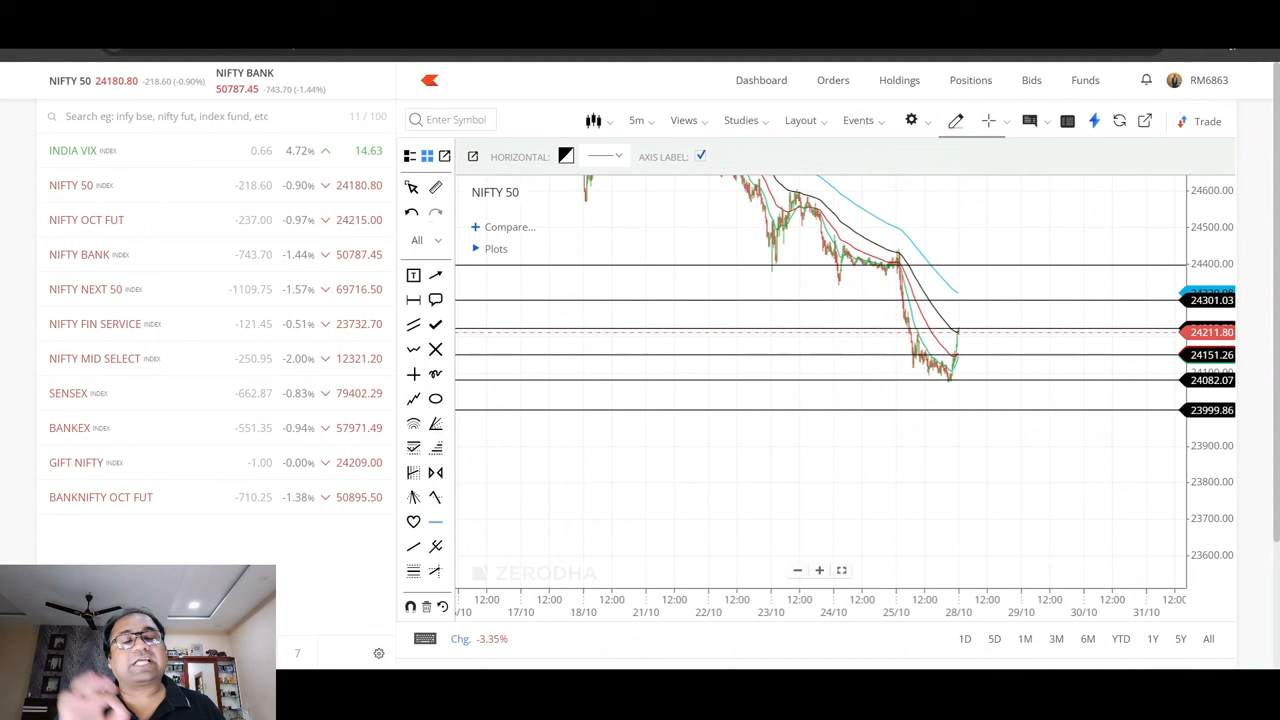 NIFTY 50 24180.80 -218.60 (-0.90%)
NIFTY BANK
50787.45 -743.70 (-1.44%)
Dashboard
Orders
Holdings
Positions
Bids
Funds
RM6863
Search eg: infy bse, nifty fut, index fund, etc
11 / 100
Enter Symbol
5m
Views
Studies
Layout
Events
Trade
HORIZONTAL:
AXIS LABEL:
INDIA VIX INDEX 0.66 4.72% 14.63
NIFTY 50 INDEX -218.60 -0.90% 24180.80
NIFTY OCT FUT -237.00 -0.97% 24215.00
NIFTY BANK INDEX -743.70 -1.44% 50787.45
NIFTY NEXT 50 INDEX -1109.75 -1.57% 69716.50
NIFTY FIN SERVICE INDEX -121.45 -0.51% 23732.70
NIFTY MID SELECT INDEX -250.95 -2.00% 12321.20
SENSEX INDEX -662.87 -0.83% 79402.29
BANKEX INDEX -551.35 -0.94% 57971.49
GIFT NIFTY INDEX -1.00 -0.00% 24209.00
BANKNIFTY OCT FUT -710.25 -1.38% 50895.50
7
All
T
NIFTY 50
+ Compare...
Plots
24600.00
24500.00
24400.00
24301.03
24211.80
24151.26
24082.07
23999.86
23900.00
23800.00
23700.00
23600.00
ZERODHA
12:00 12:00 12:00 12:00 12:00 12:00 12:00 12:00 12:00 12:00 12:00
/10 17/10 18/10 21/10 22/10 23/10 24/10 25/10 28/10 29/10 30/10 31/10
Chg. -3.35%
1D
5D
1M
3M
6M
YTD
1Y
5Y
All